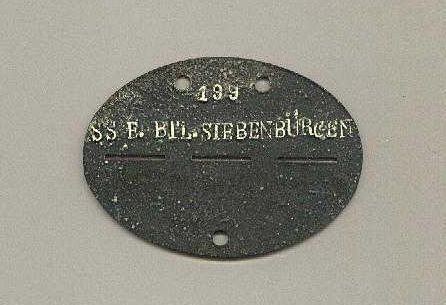 199
SS E. BTL. SIEBENBÜRGEN